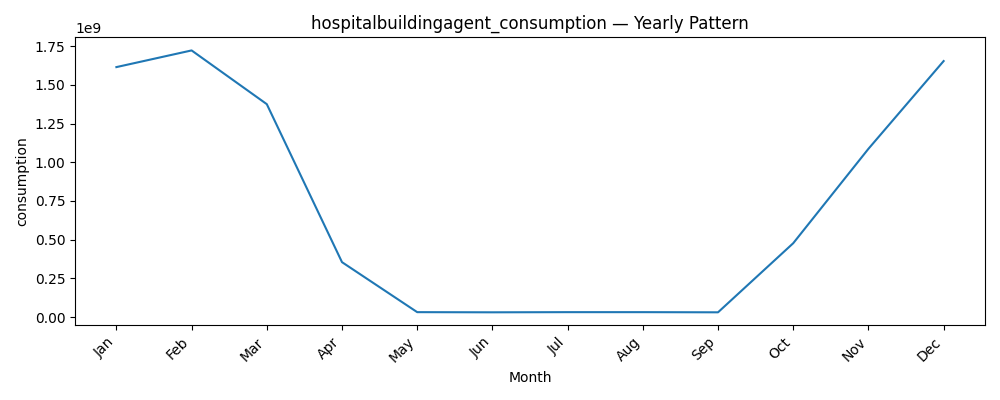 hospitalbuildingagent_consumption — Yearly Pattern
1e9
1.75
1.50
1.25
1.00
0.75
0.50
0.25
0.00
consumption
Jan
Feb
Mar
Apr
May
Jun
Jul
Aug
Sep
Oct
Nov
Dec
Month